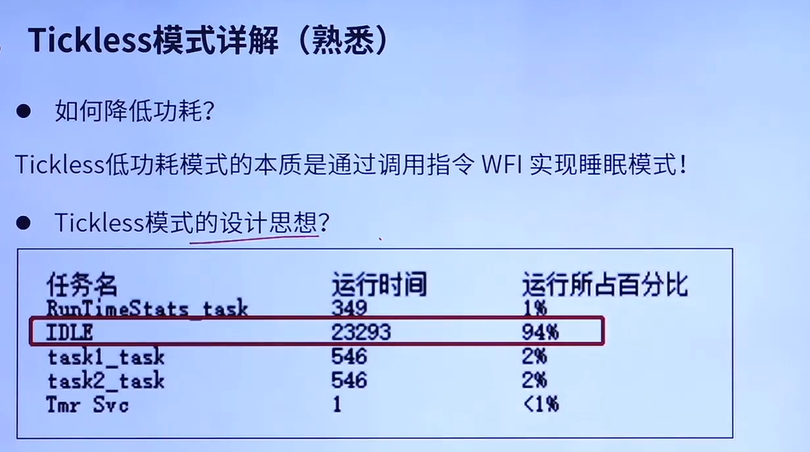 Tickless模式详解（熟悉）
● 如何降低功耗？
Tickless低功耗模式的本质是通过调用指令 WFI 实现睡眠模式！
● Tickless模式的设计思想？
任务名 运行时间 运行所占百分比
RunTimeStats_task 349 1%
IDLE 23293 94%
task1_task 546 2%
task2_task 546 2%
Tmr Svc 1 <1%